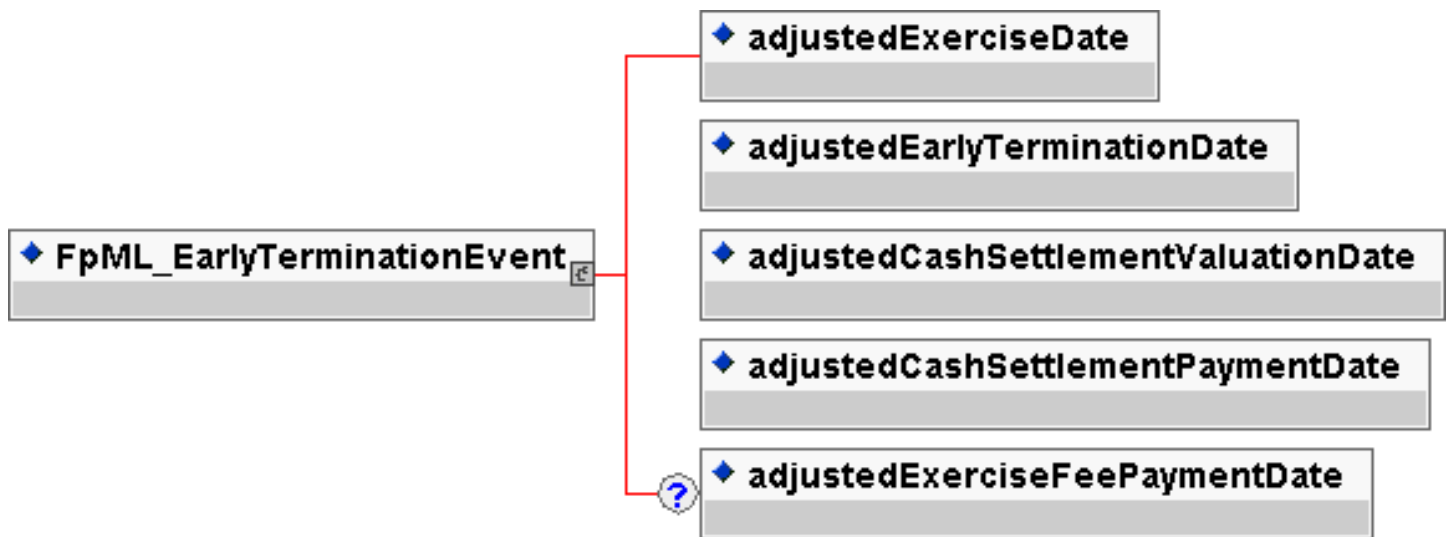 adjustedExerciseDate
adjustedEarlyTerminationDate
FpML_EarlyTerminationEvent
adjustedCashSettlementValuationDate
adjustedCashSettlementPaymentDate
?
adjustedExerciseFeePaymentDate